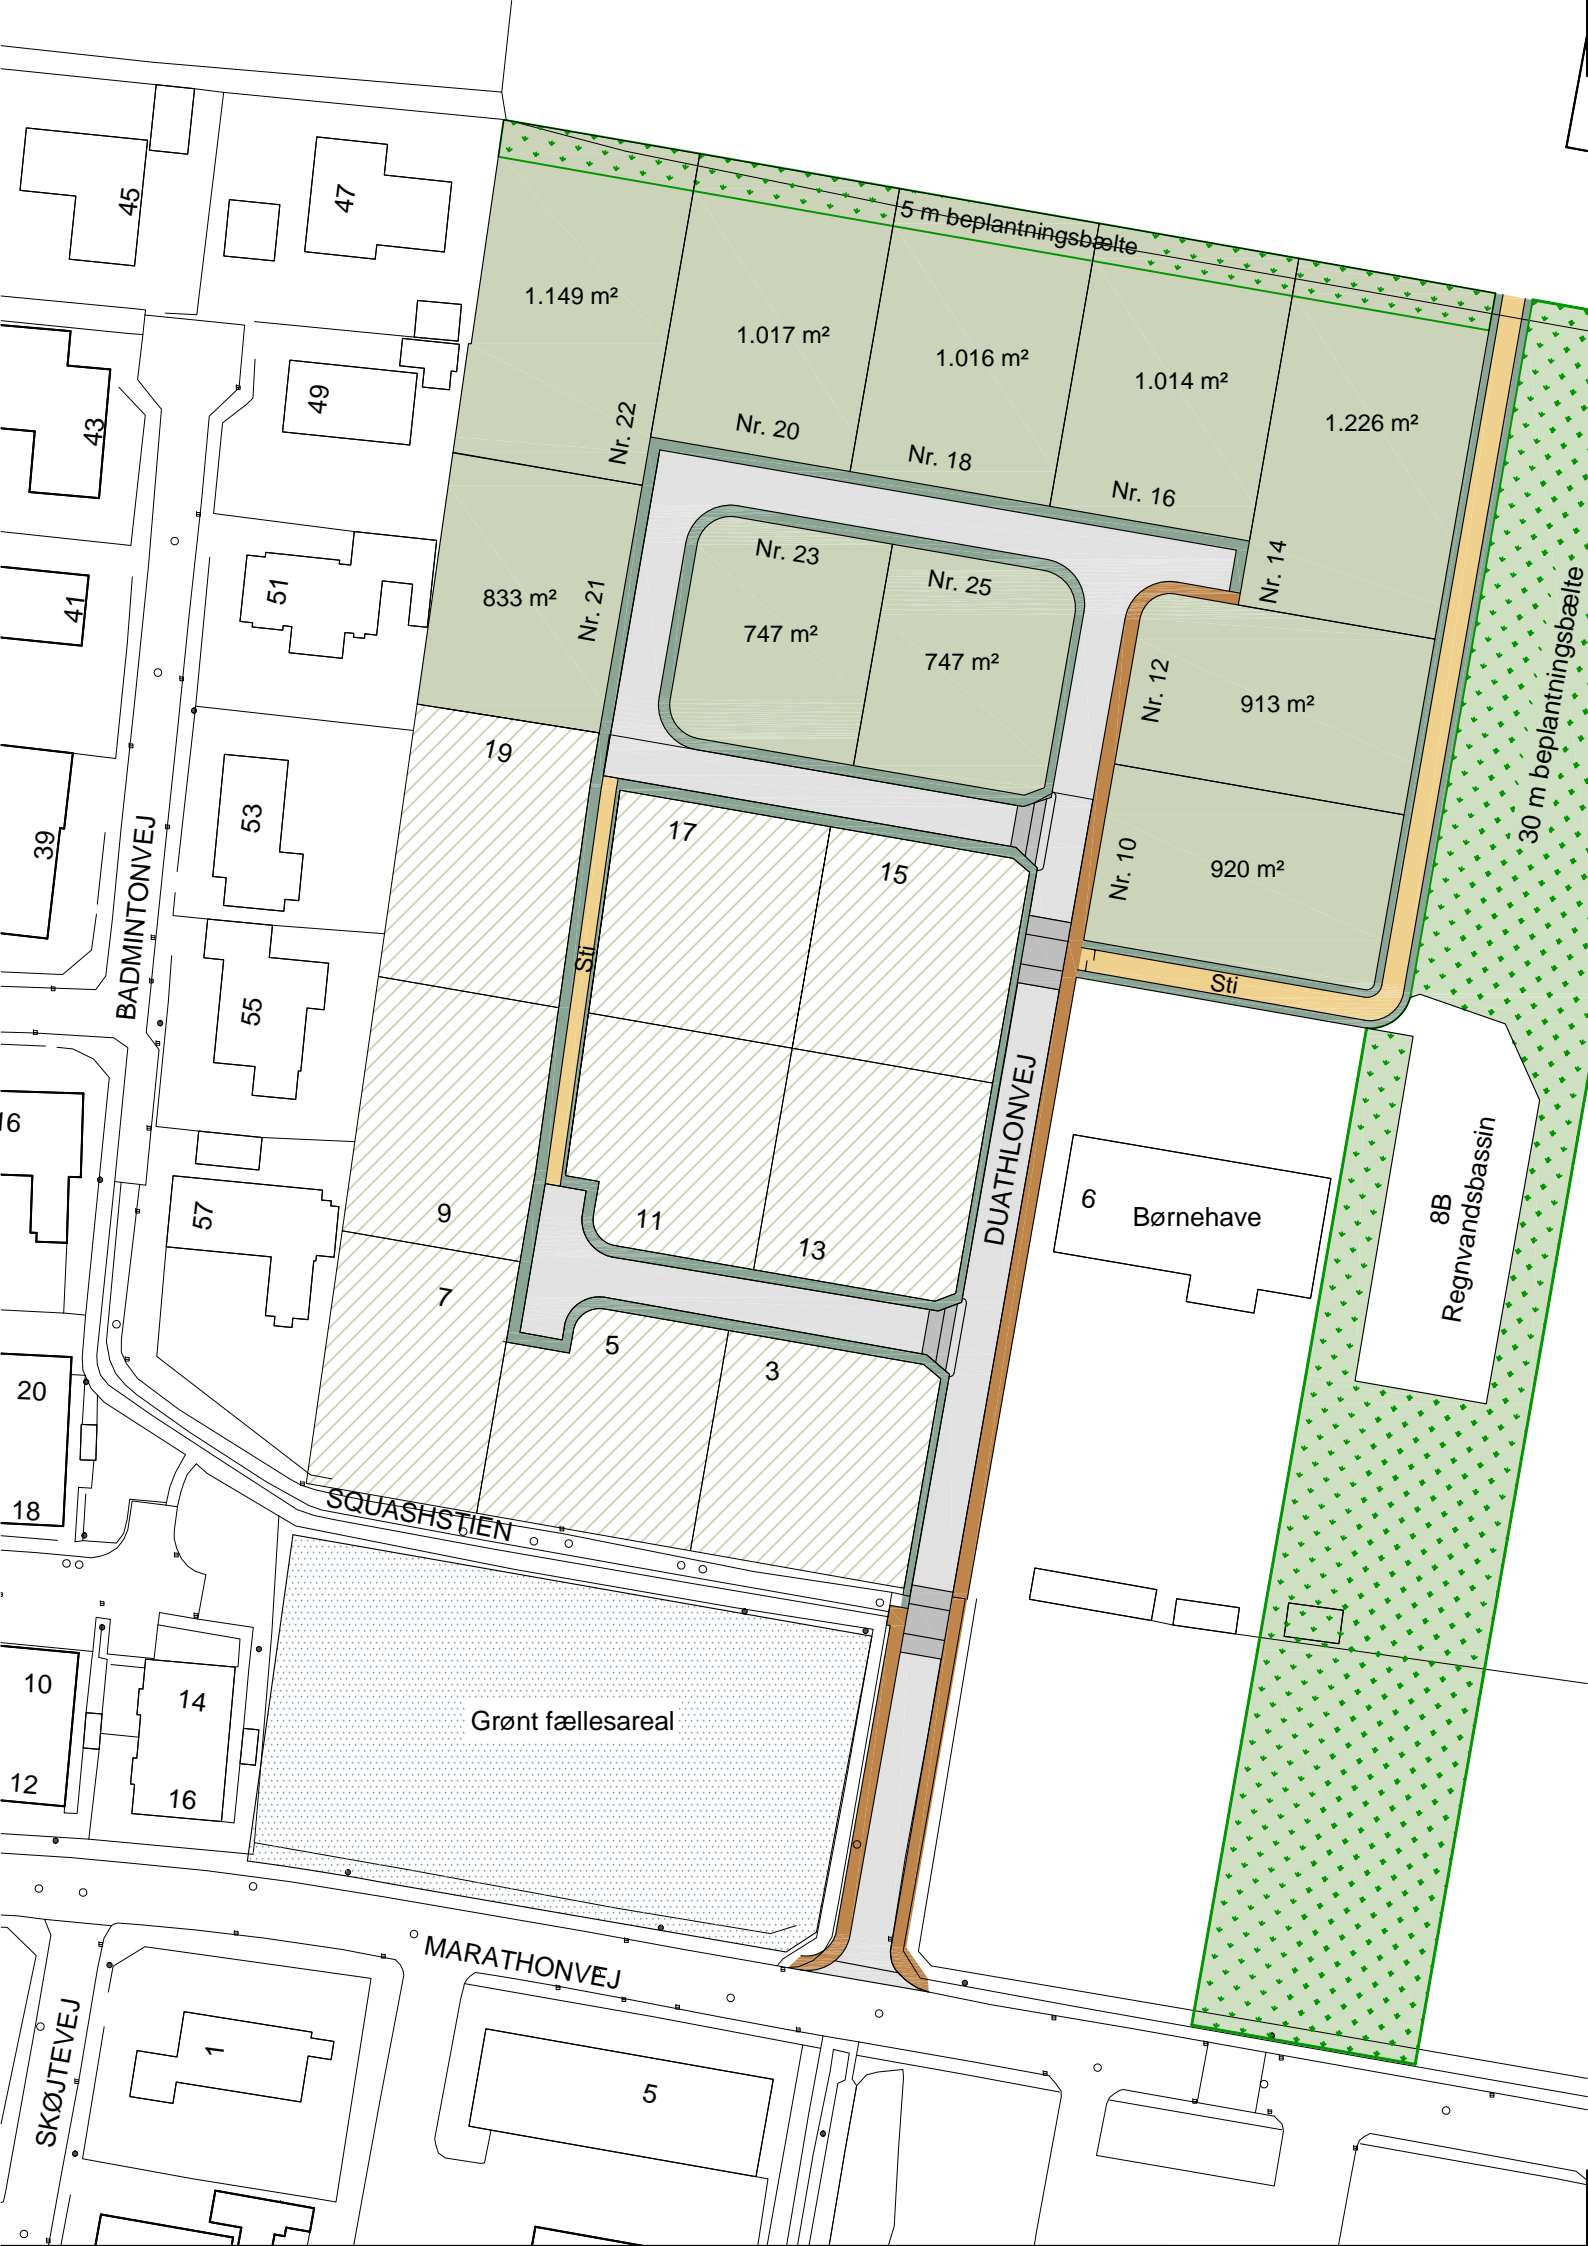 45
47
5 m beplantningsbælte
1.149 m²
1.017 m²
1.016 m²
1.014 m²
1.226 m²
49
43
Nr. 22
Nr. 20
Nr. 18
Nr. 16
Nr. 14
51
41
833 m²
Nr. 21
Nr. 23
Nr. 25
747 m²
747 m²
Nr. 12
913 m²
30 m beplantningsbælte
19
53
39
BADMINTONVEJ
17
15
Nr. 10
920 m²
Sti
Sti
55
DUATHLONVEJ
16
57
9
11
13
6
Børnehave
8B
Regnvandsbassin
7
5
3
20
18
SQUASHSTIEN
10
14
12
16
Grønt fællesareal
MARATHONVEJ
SKØJTEVEJ
1
5